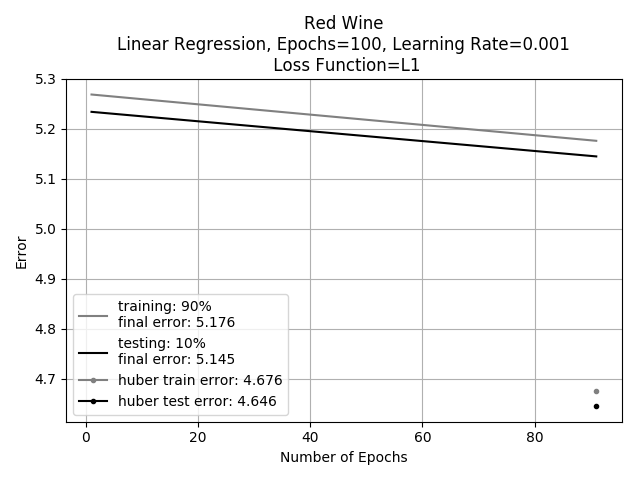 Red Wine
Linear Regression, Epochs=100, Learning Rate=0.001
Loss Function=L1
5.3
5.2
5.1
5.0
4.9
4.8
4.7
Error
training: 90%
final error: 5.176
testing: 10%
final error: 5.145
huber train error: 4.676
huber test error: 4.646
0 20 40 60 80
Number of Epochs